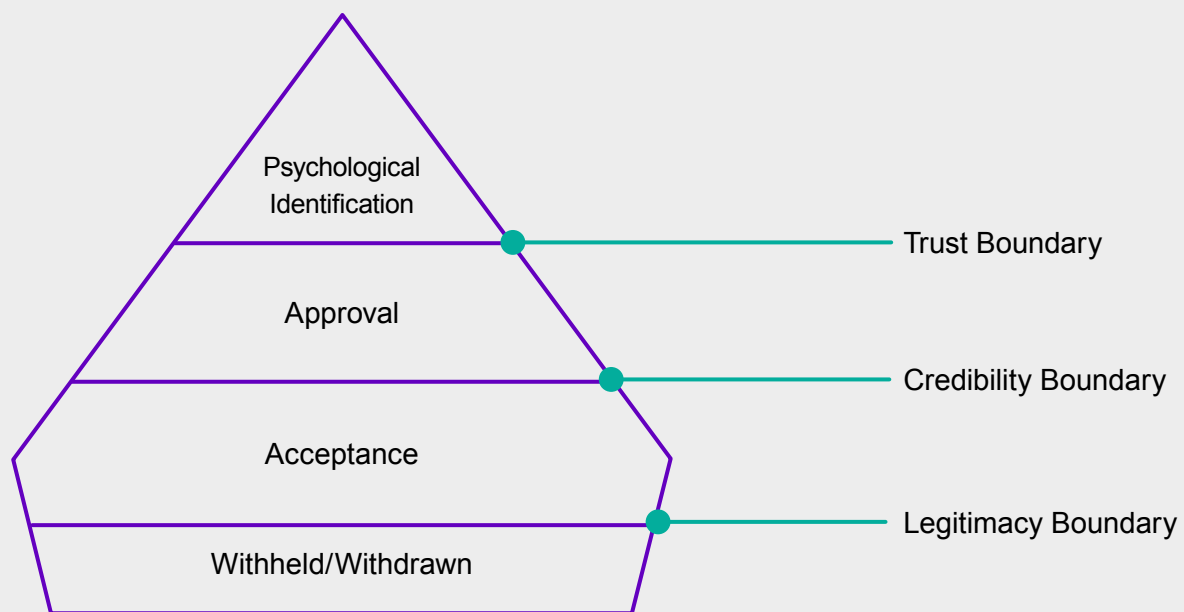 Psychological
Identification
Trust Boundary
Approval
Credibility Boundary
Acceptance
Legitimacy Boundary
Withheld/Withdrawn